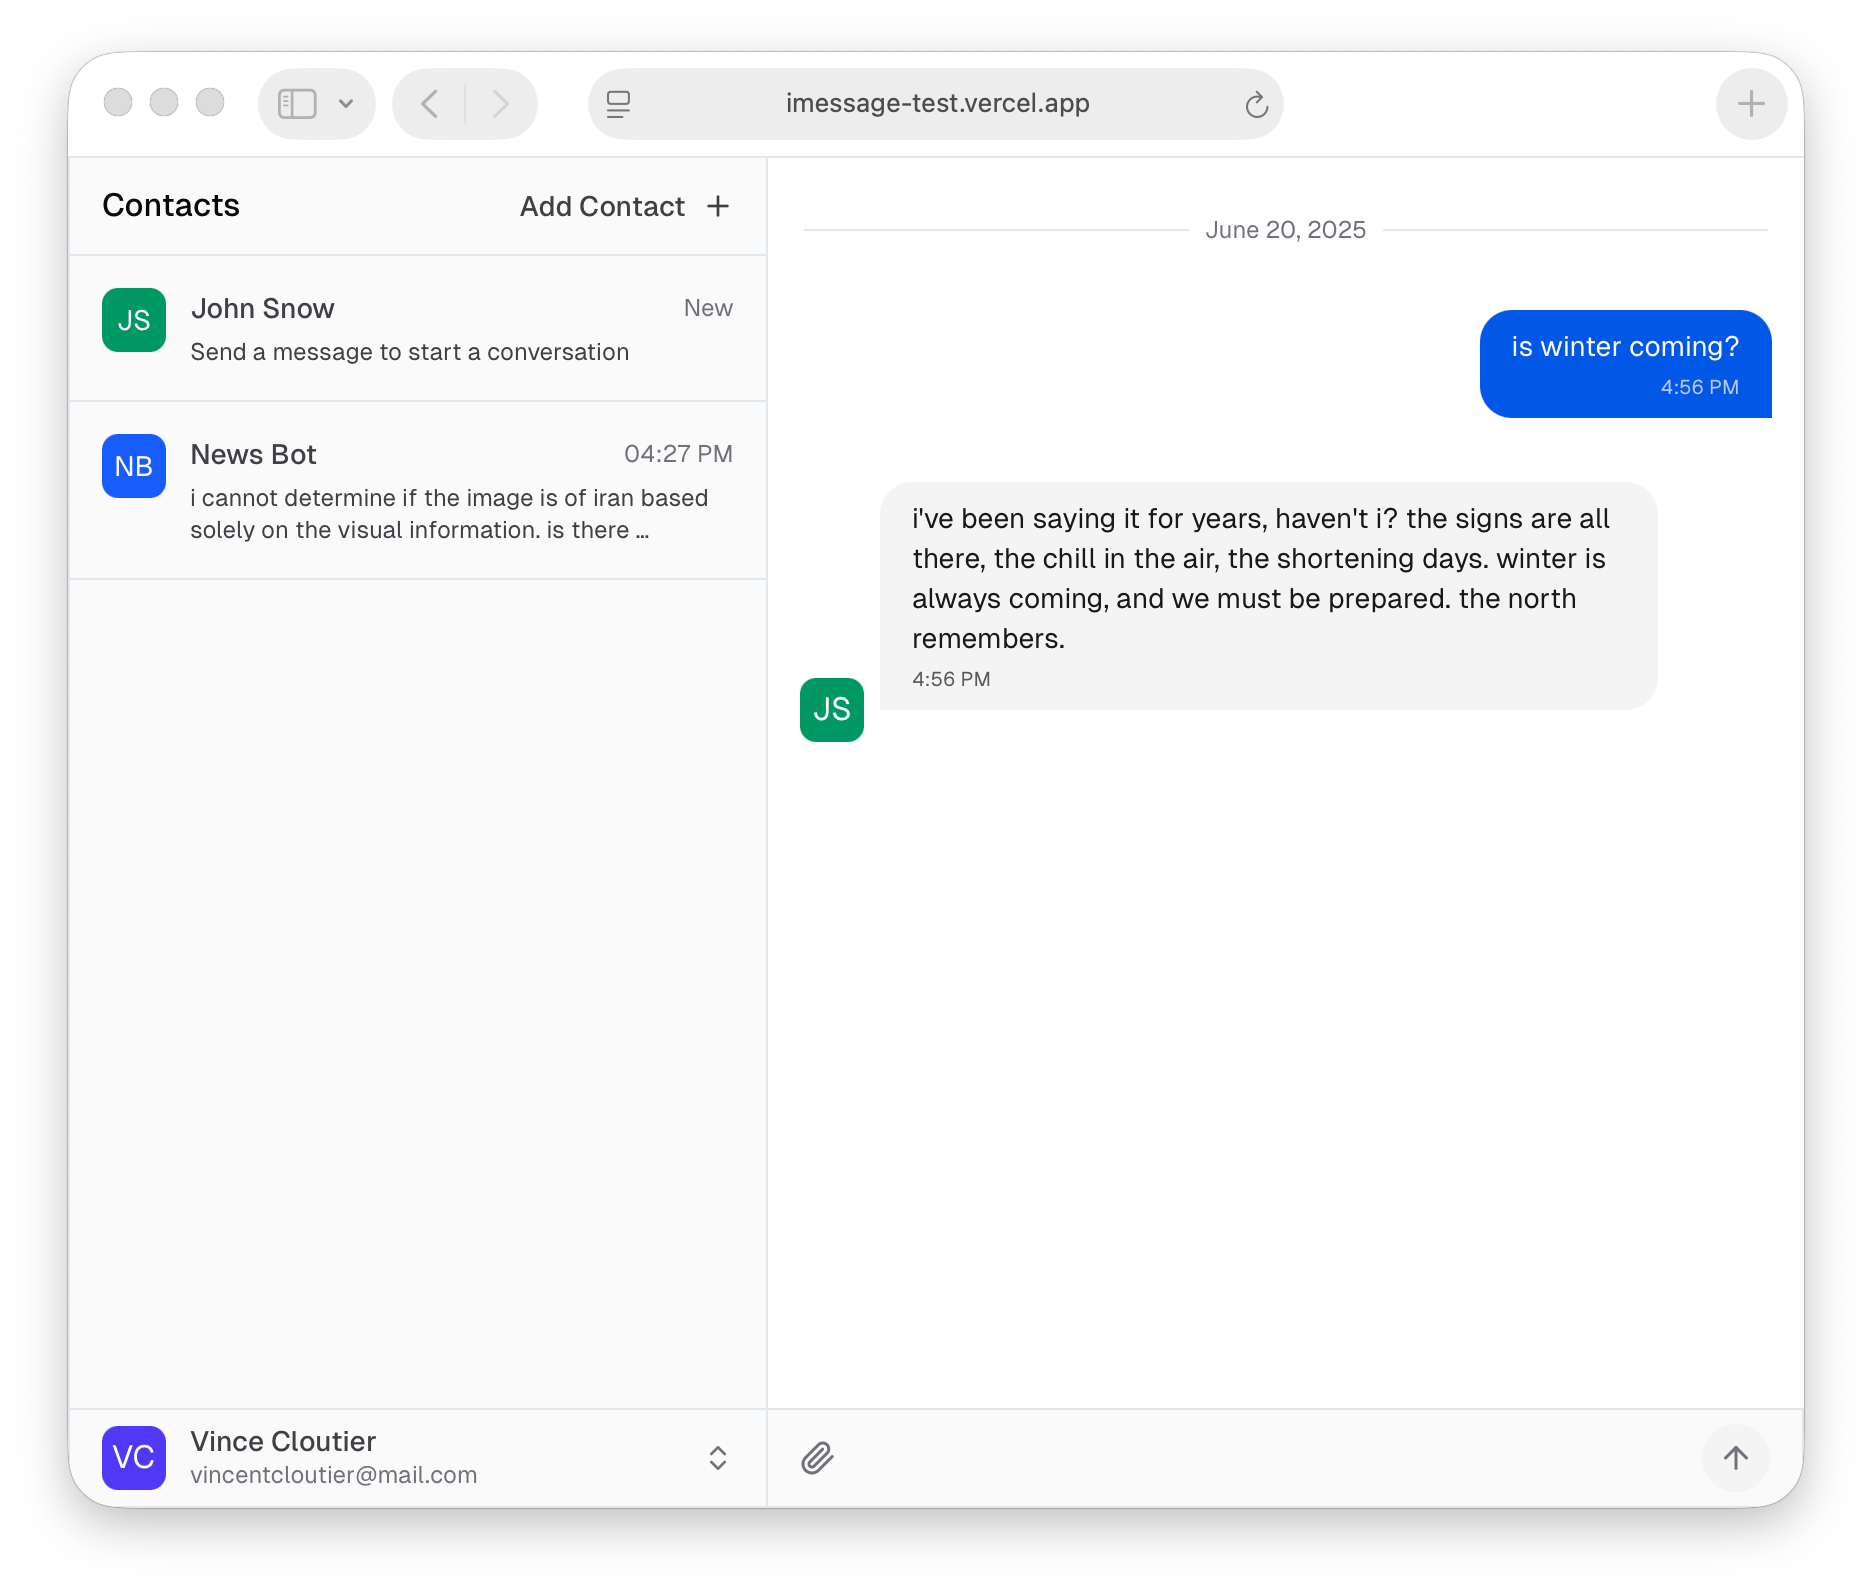 imessage-test.vercel.app
Contacts
Add Contact
JS
John Snow
New
Send a message to start a conversation
NB
News Bot
04:27 PM
i cannot determine if the image is of iran based
solely on the visual information. is there ...
VC
Vince Cloutier
vincentcloutier@mail.com
June 20, 2025
is winter coming?
4:56 PM
i've been saying it for years, haven't i? the signs are all
there, the chill in the air, the shortening days. winter is
always coming, and we must be prepared. the north
remembers.
4:56 PM
JS